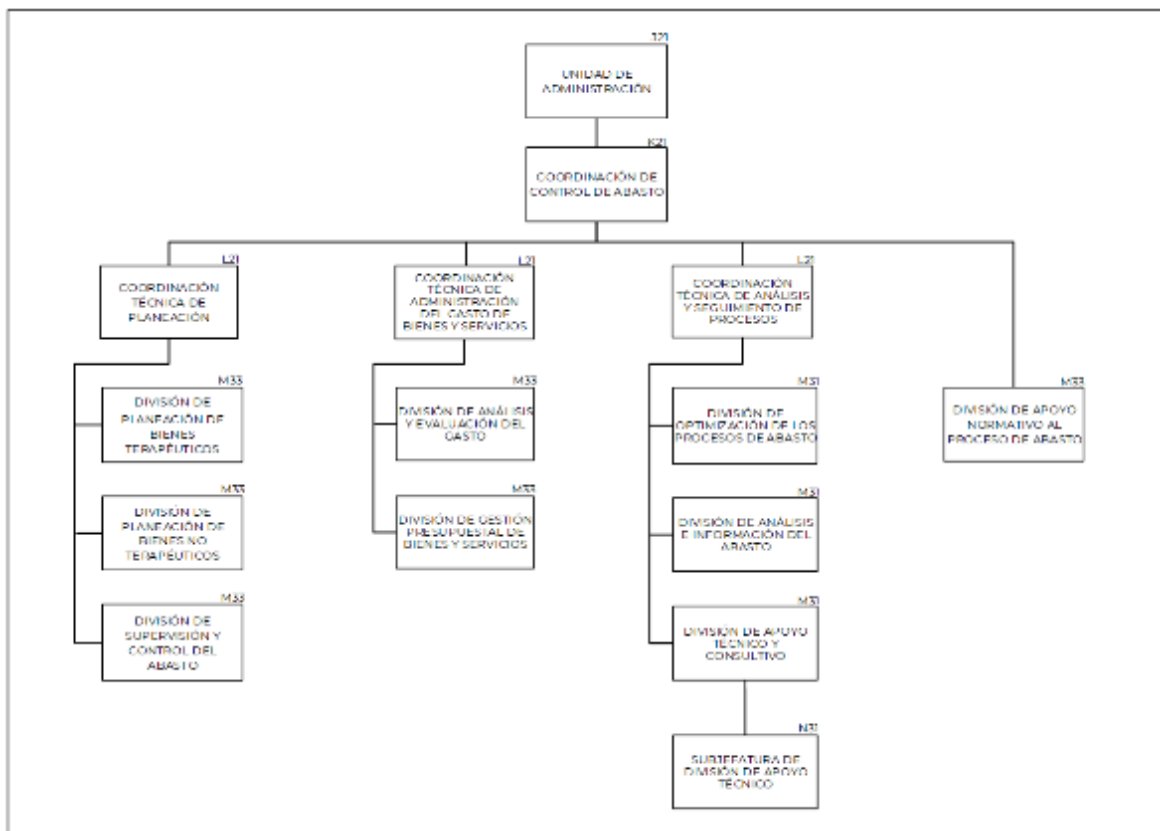 J21
UNIDAD DE
ADMINISTRACIÓN
K21
COORDINACIÓN DE
CONTROL DE ABASTO
L21
COORDINACIÓN
TÉCNICA DE
PLANEACIÓN
L21
COORDINACIÓN
TÉCNICA DE
ADMINISTRACIÓN
DEL GASTO DE
BIENES Y SERVICIOS
L21
COORDINACIÓN
TÉCNICA DE ANÁLISIS
Y SEGUIMIENTO DE
PROCESOS
M33
DIVISIÓN DE
PLANEACIÓN DE
BIENES
TERAPÉUTICOS
M33
DIVISIÓN DE ANÁLISIS
Y EVALUACIÓN DEL
GASTO
M31
DIVISIÓN DE
OPTIMIZACIÓN DE LOS
PROCESOS DE ABASTO
M33
DIVISIÓN DE APOYO
NORMATIVO AL
PROCESO DE ABASTO
M33
DIVISIÓN DE
PLANEACIÓN DE
BIENES NO
TERAPÉUTICOS
M33
DIVISIÓN DE GESTIÓN
PRESUPUESTAL DE
BIENES Y SERVICIOS
M31
DIVISIÓN DE ANÁLISIS
E INFORMACIÓN DEL
ABASTO
M33
DIVISIÓN DE
SUPERVISIÓN Y
CONTROL DEL
ABASTO
M31
DIVISIÓN DE APOYO
TÉCNICO Y
CONSULTIVO
N31
SUBJEFATURA DE
DIVISIÓN DE APOYO
TÉCNICO